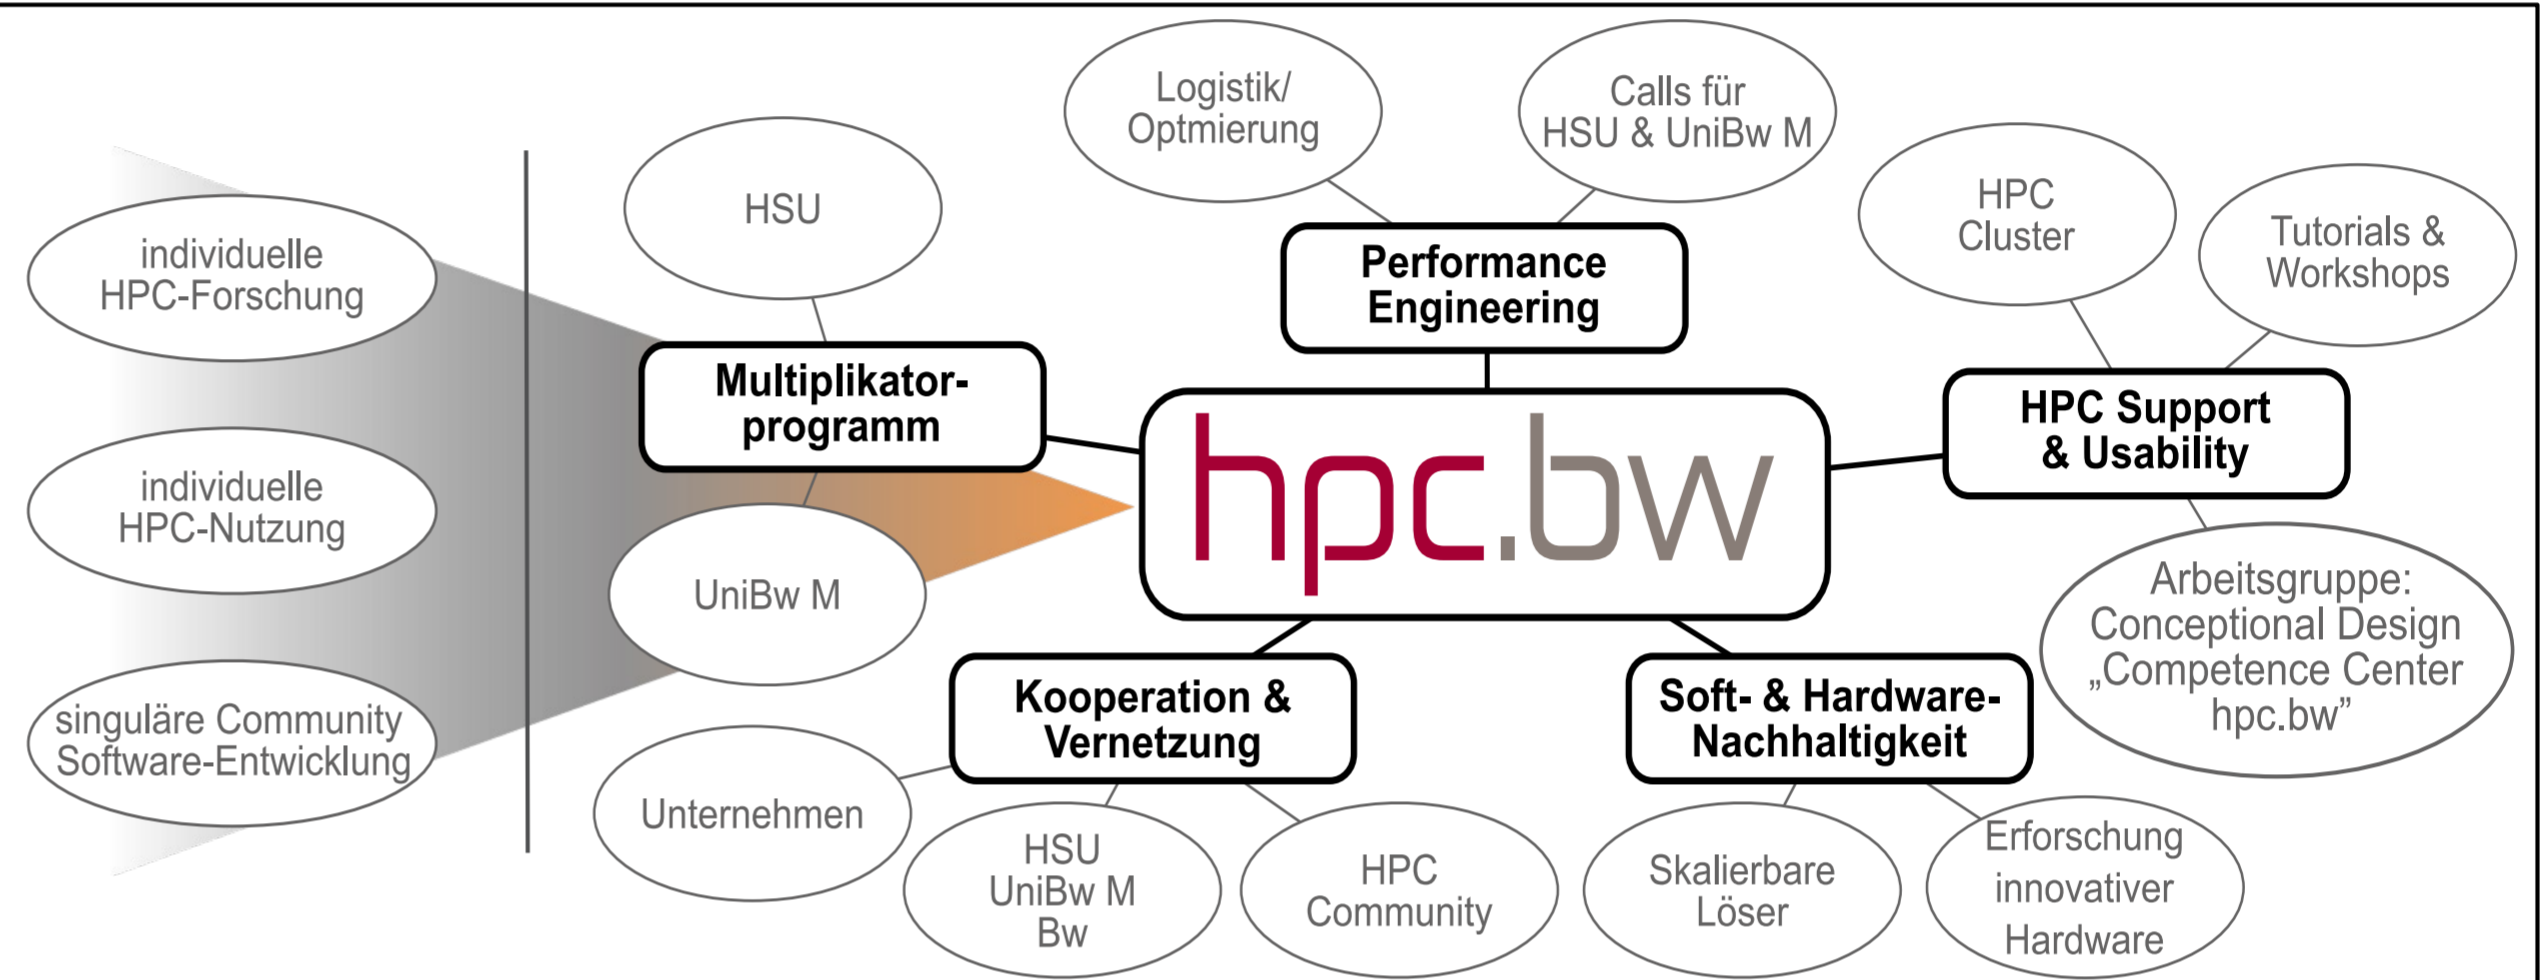 individuelle
HPC-Forschung
individuelle
HPC-Nutzung
singuläre Community
Software-Entwicklung
HSU
Multiplikator-
programm
UniBw M
Logistik/
Optmierung
Calls für
HSU & UniBw M
Performance
Engineering
hpc.bw
HPC
Cluster
Tutorials &
Workshops
HPC Support
& Usability
Arbeitsgruppe:
Conceptional Design
„Competence Center
hpc.bw”
Kooperation &
Vernetzung
Unternehmen
HSU
UniBw M
Bw
HPC
Community
Soft- & Hardware-
Nachhaltigkeit
Skalierbare
Löser
Erforschung
innovativer
Hardware